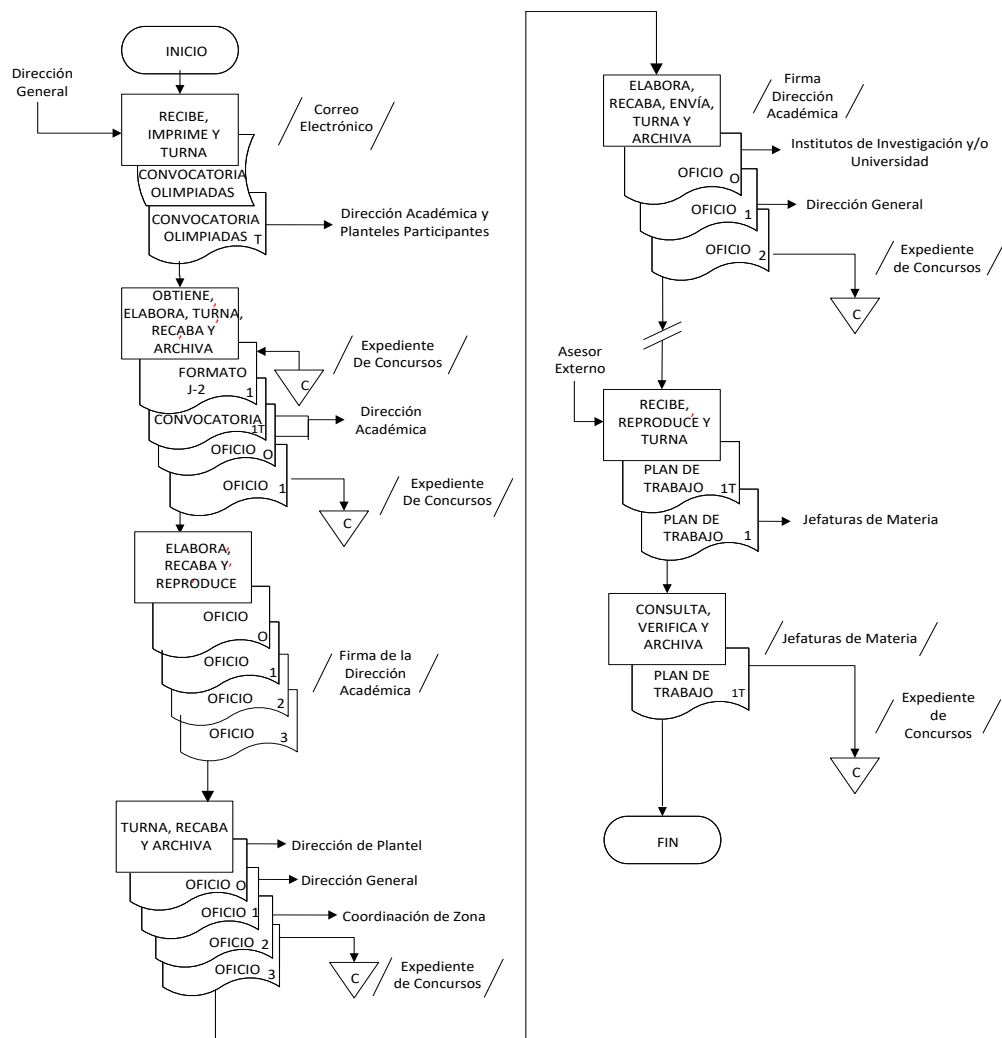 INICIO
Dirección
General
RECIBE,
IMPRIME Y
TURNA
Correo
Electrónico
CONVOCATORIA
OLIMPIADAS
CONVOCATORIA
OLIMPIADAS T
Dirección Académica y
Planteles Participantes
OBTIENE,
ELABORA, TURNA,
RECABA Y
ARCHIVA
Expediente
De Concursos
C
FORMATO
J-2 1
CONVOCATORIA
1T
Dirección
Académica
OFICIO O
OFICIO 1
Expediente
De Concursos
C
ELABORA,
RECABA Y
REPRODUCE
OFICIO
O
OFICIO
1
OFICIO
2
OFICIO 3
Firma de la
Dirección
Académica
TURNA, RECABA
Y ARCHIVA
Dirección de Plantel
OFICIO O
Dirección General
OFICIO 1
Coordinación de Zona
OFICIO 2
OFICIO 3
C
Expediente
de Concursos
ELABORA,
RECABA, ENVÍA,
TURNA Y
ARCHIVA
Firma
Dirección
Académica
Institutos de Investigación y/o
Universidad
OFICIO O
OFICIO 1
Dirección General
OFICIO 2
Expediente
de Concursos
C
Asesor
Externo
RECIBE,
REPRODUCE Y
TURNA
PLAN DE
TRABAJO 1T
PLAN DE
TRABAJO 1
Jefaturas de Materia
CONSULTA,
VERIFICA Y
ARCHIVA
Jefaturas de Materia
PLAN DE
TRABAJO 1T
Expediente
de
Concursos
C
FIN